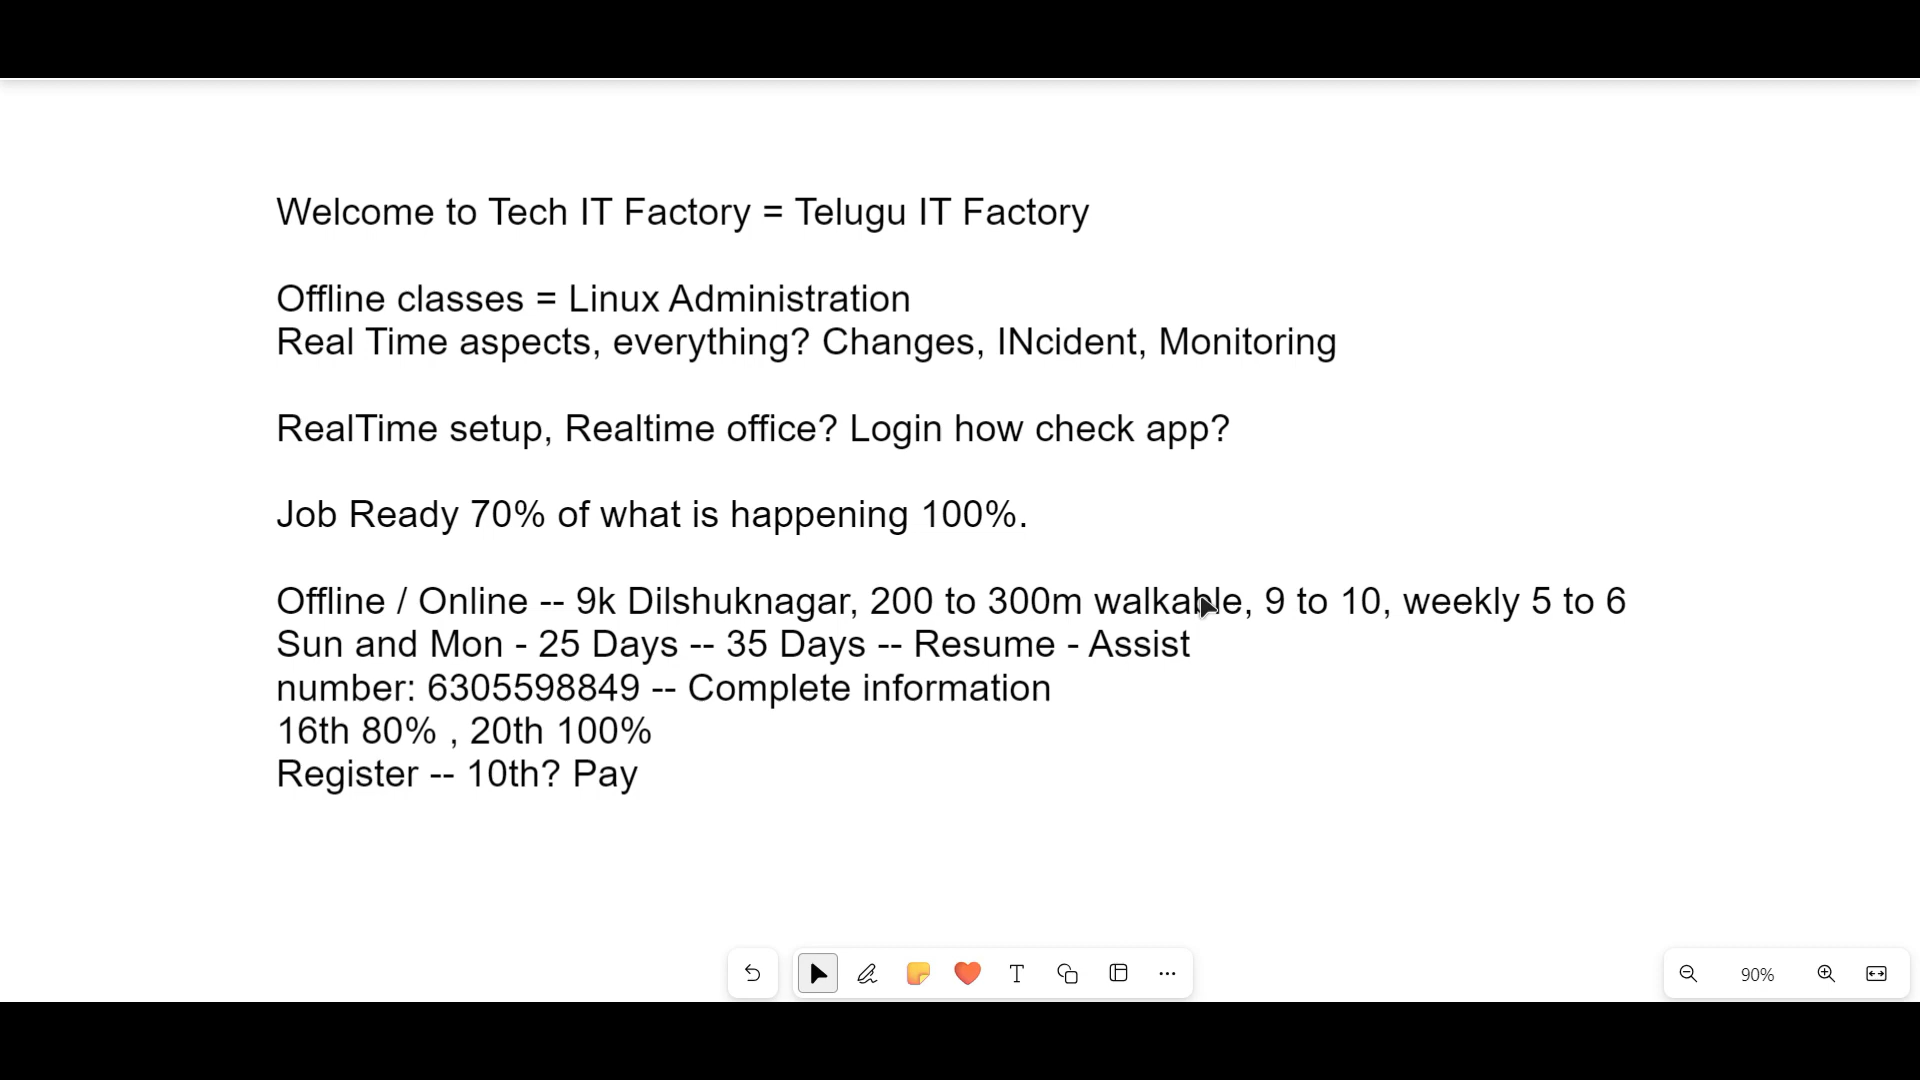 Welcome to Tech IT Factory = Telugu IT Factory
Offline classes = Linux Administration
Real Time aspects, everything? Changes, INcident, Monitoring
RealTime setup, Realtime office? Login how check app?
Job Ready 70% of what is happening 100%.
Offline / Online -- 9k Dilshuknagar, 200 to 300m walkable, 9 to 10, weekly 5 to 6
Sun and Mon - 25 Days -- 35 Days -- Resume - Assist
number: 6305598849 -- Complete information
16th 80% , 20th 100%
Register -- 10th? Pay
90%